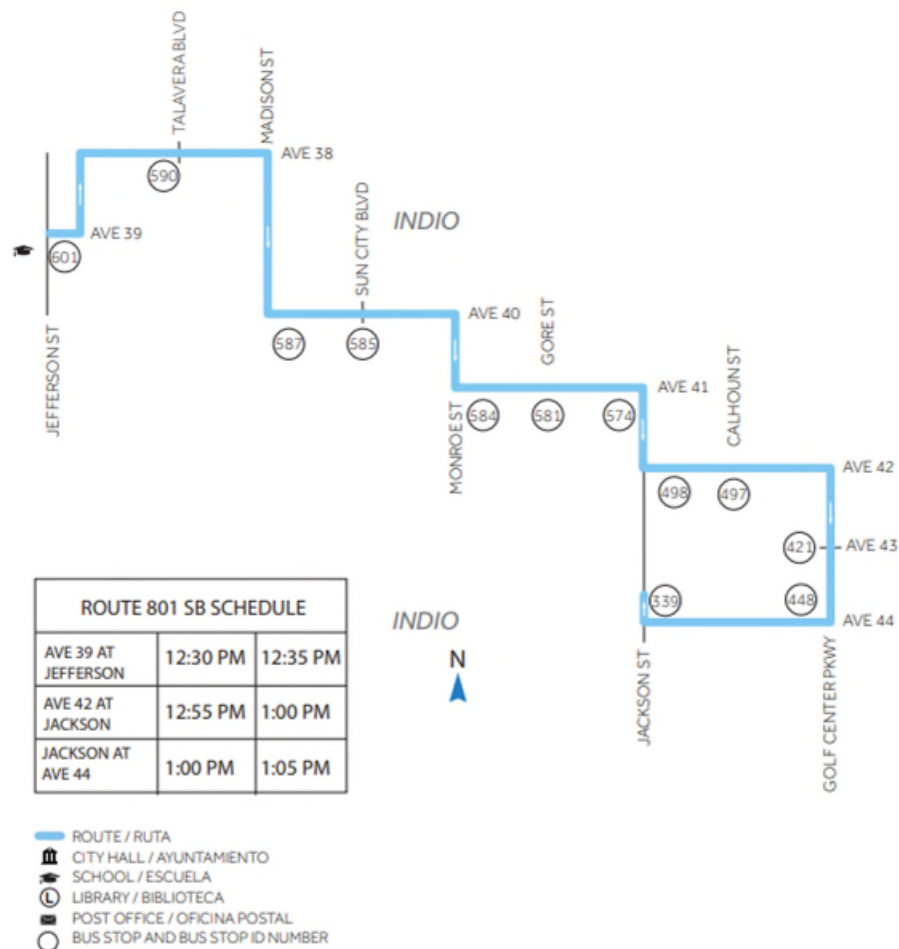 TALAVERA BLVD
MADISON ST
AVE 38
590
SUN CITY BLVD
INDIO
AVE 39
601
JEFFERSON ST
AVE 40
587
585
GORE ST
CALHOUN ST
AVE 41
584
581
574
MONROE ST
AVE 42
498
497
421
AVE 43
339
448
INDIO
AVE 44
N
JACKSON ST
GOLF CENTER PKWY
ROUTE 801 SB SCHEDULE
AVE 39 AT
JEFFERSON
12:30 PM
12:35 PM
AVE 42 AT
JACKSON
12:55 PM
1:00 PM
JACKSON AT
AVE 44
1:00 PM
1:05 PM
ROUTE / RUTA
CITY HALL / AYUNTAMIENTO
SCHOOL / ESCUELA
L LIBRARY / BIBLIOTECA
POST OFFICE / OFICINA POSTAL
BUS STOP AND BUS STOP ID NUMBER